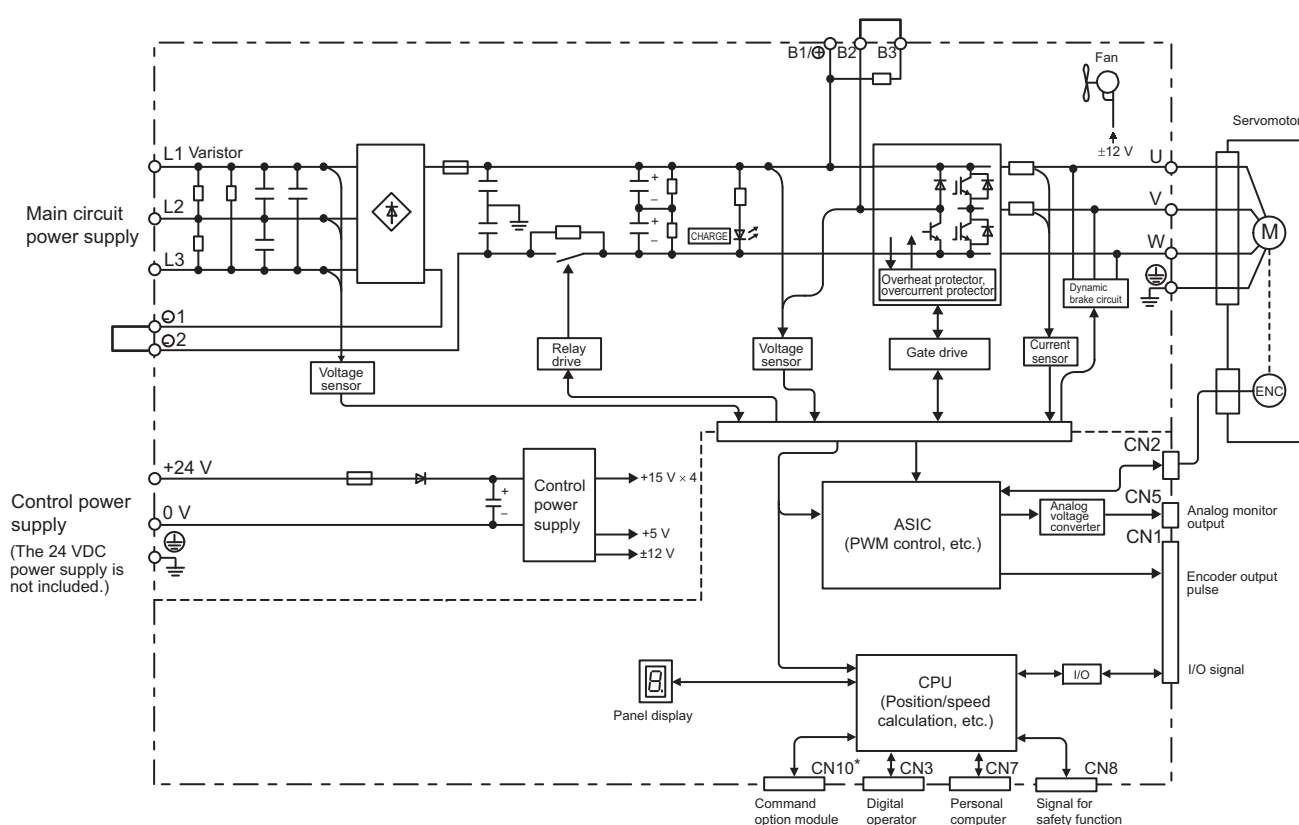 B1/⊕ B2 B3
Fan
±12 V
Servomotor
L1 Varistor
U
Main circuit
power supply
L2
V
CHARGE
W
M
L3
Overheat protector,
overcurrent protector
Dynamic
brake circuit
⊖1
⊖2
Voltage
sensor
Relay
drive
Voltage
sensor
Gate drive
Current
sensor
ENC
CN2
+24 V
Control power
supply
0 V
(The 24 VDC
power supply is
not included.)
+
–
+
–
+
–
Control
power
supply
+15 V × 4
+5 V
±12 V
ASIC
(PWM control, etc.)
Analog
voltage
converter
CN5
Analog monitor
output
CN1
Encoder output
pulse
8.
Panel display
CPU
(Position/speed
calculation, etc.)
I/O
I/O signal
CN10*
CN3
CN7
CN8
Command
option module
Digital
operator
Personal
computer
Signal for
safety function